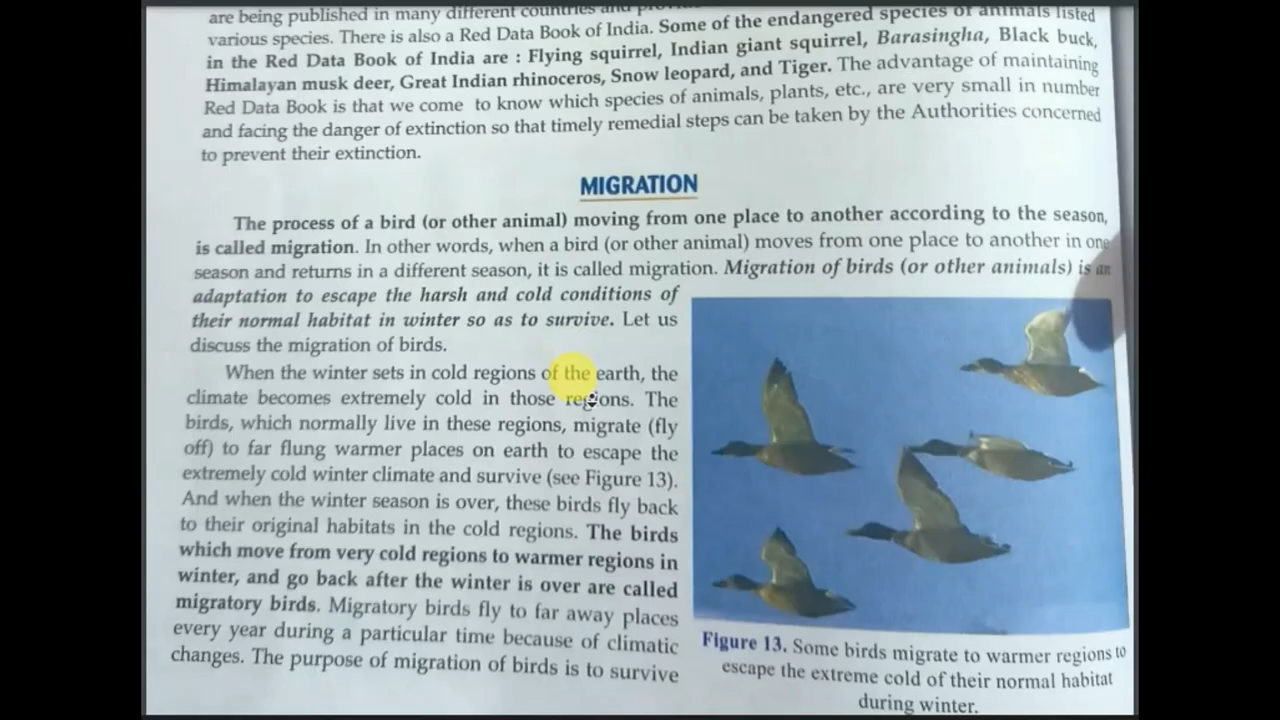 are being published in many different countries and
various species. There is also a Red Data Book of India. Some of the endangered species of animals listed
in the Red Data Book of India are : Flying squirrel, Indian giant squirrel, Barasingha, Black buck,
Himalayan musk deer, Great Indian rhinoceros, Snow leopard, and Tiger. The advantage of maintaining
Red Data Book is that we come to know which species of animals, plants, etc., are very small in number
and facing the danger of extinction so that timely remedial steps can be taken by the Authorities concerned
to prevent their extinction.
MIGRATION
The process of a bird (or other animal) moving from one place to another according to the season,
is called migration. In other words, when a bird (or other animal) moves from one place to another in one
season and returns in a different season, it is called migration. Migration of birds (or other animals) is an
adaptation to escape the harsh and cold conditions of
their normal habitat in winter so as to survive. Let us
discuss the migration of birds.
When the winter sets in cold regions of the earth, the
climate becomes extremely cold in those regions. The
birds, which normally live in these regions, migrate (fly
off) to far flung warmer places on earth to escape the
extremely cold winter climate and survive (see Figure 13).
And when the winter season is over, these birds fly back
to their original habitats in the cold regions. The birds
which move from very cold regions to warmer regions in
winter, and go back after the winter is over are called
migratory birds. Migratory birds fly to far away places
every year during a particular time because of climatic
changes. The purpose of migration of birds is to survive
Figure 13. Some birds migrate to warmer regions to
escape the extreme cold of their normal habitat
during winter.